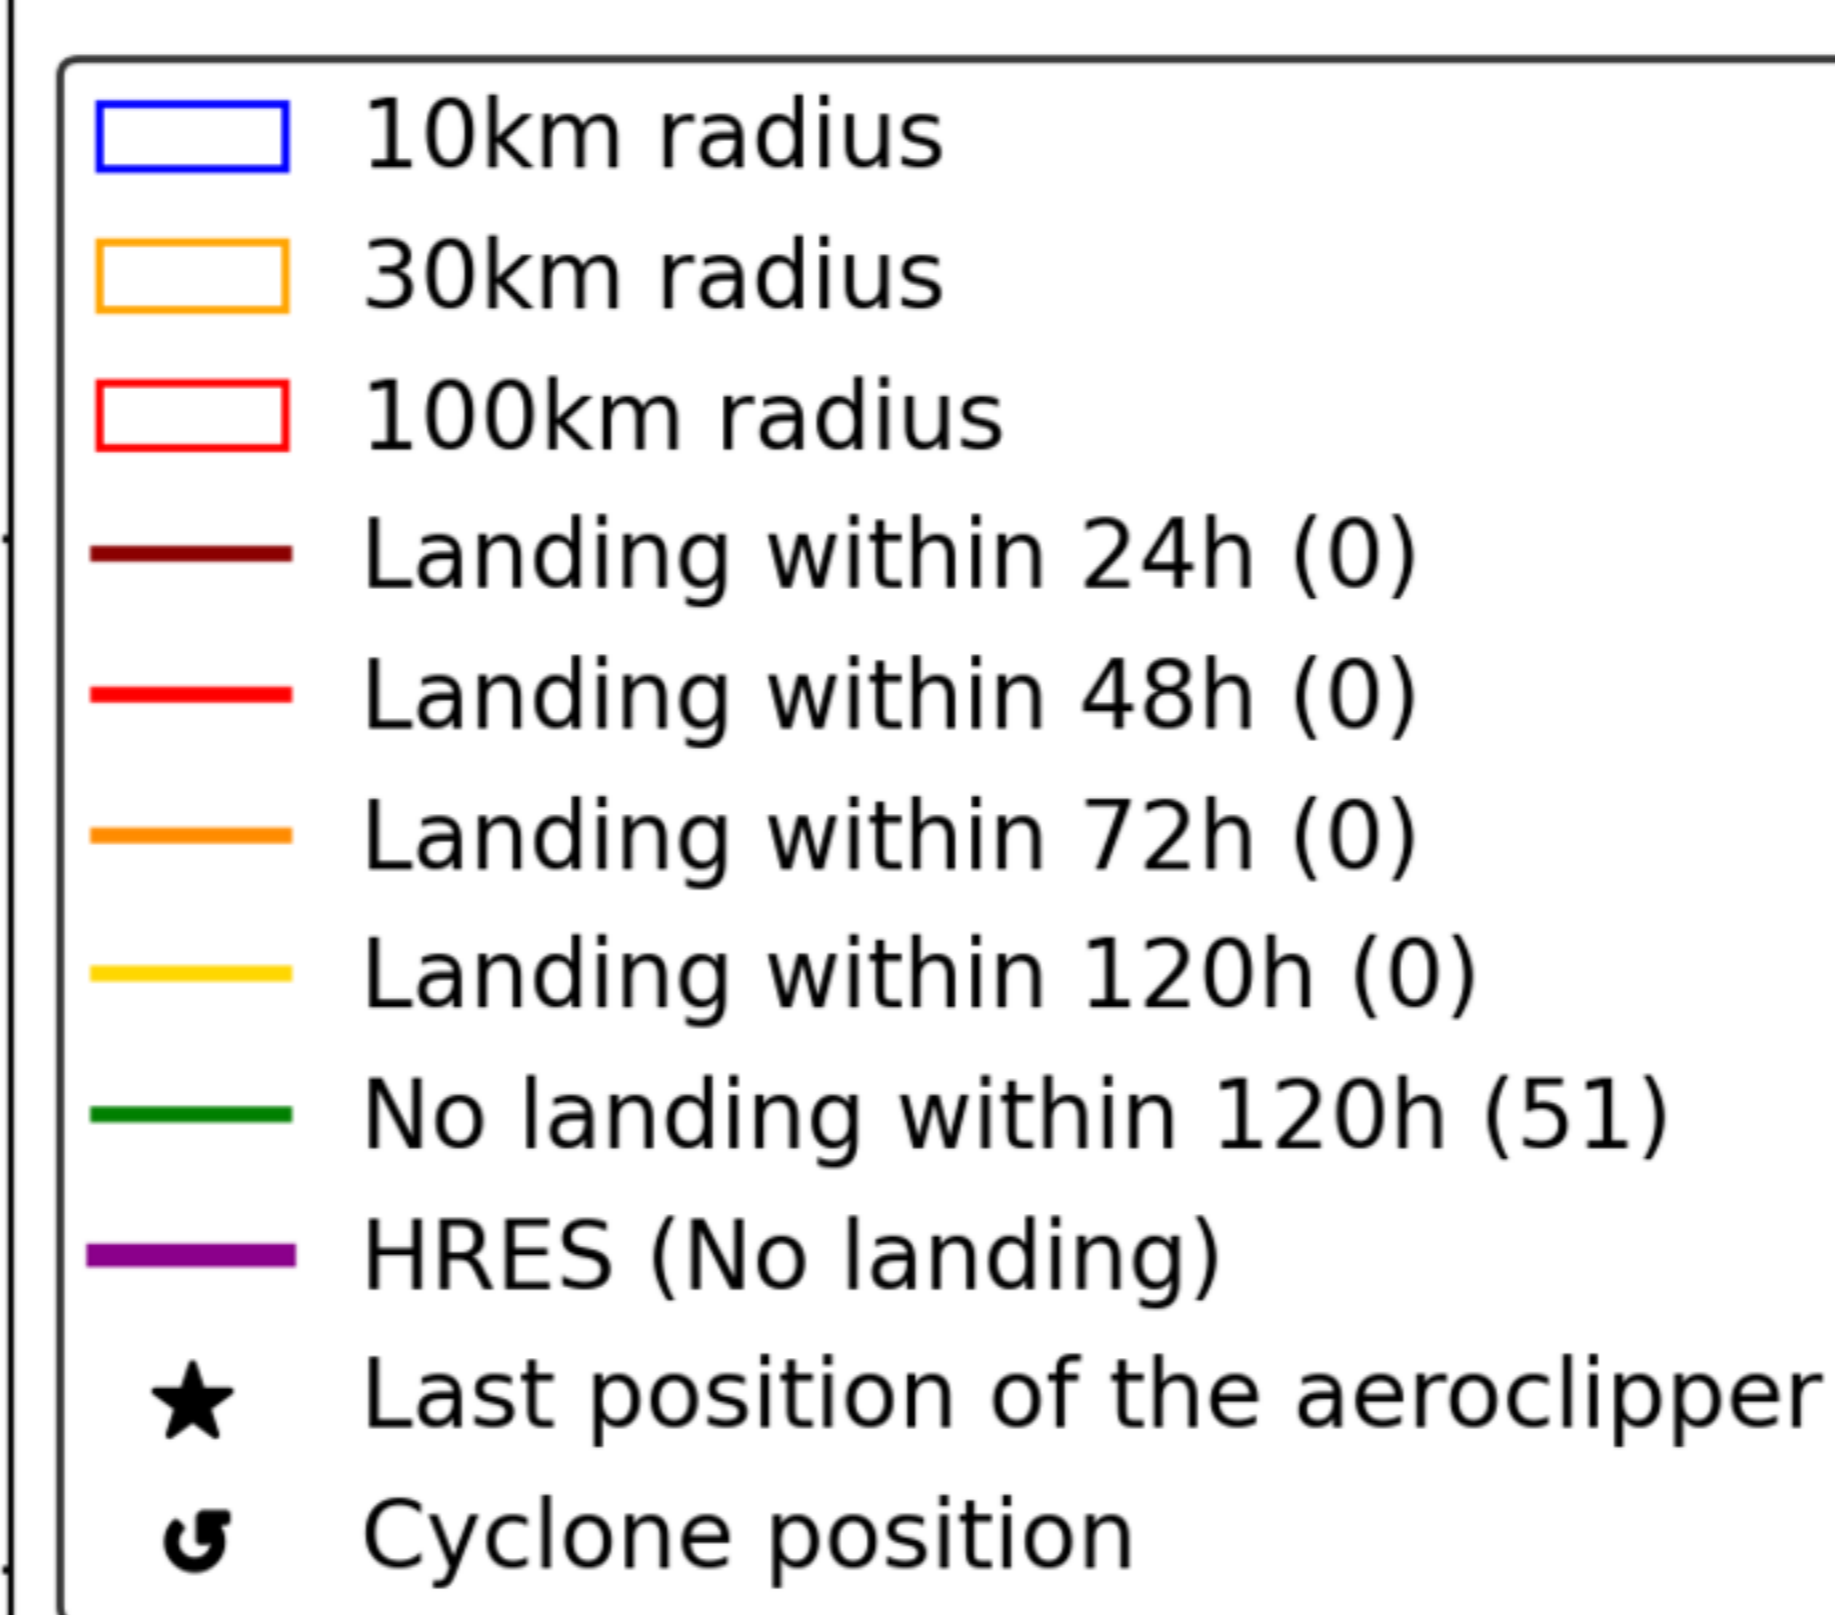 10km radius
30km radius
100km radius
Landing within 24h (0)
Landing within 48h (0)
Landing within 72h (0)
Landing within 120h (0)
No landing within 120h (51)
HRES (No landing)
Last position of the aeroclipper
Cyclone position